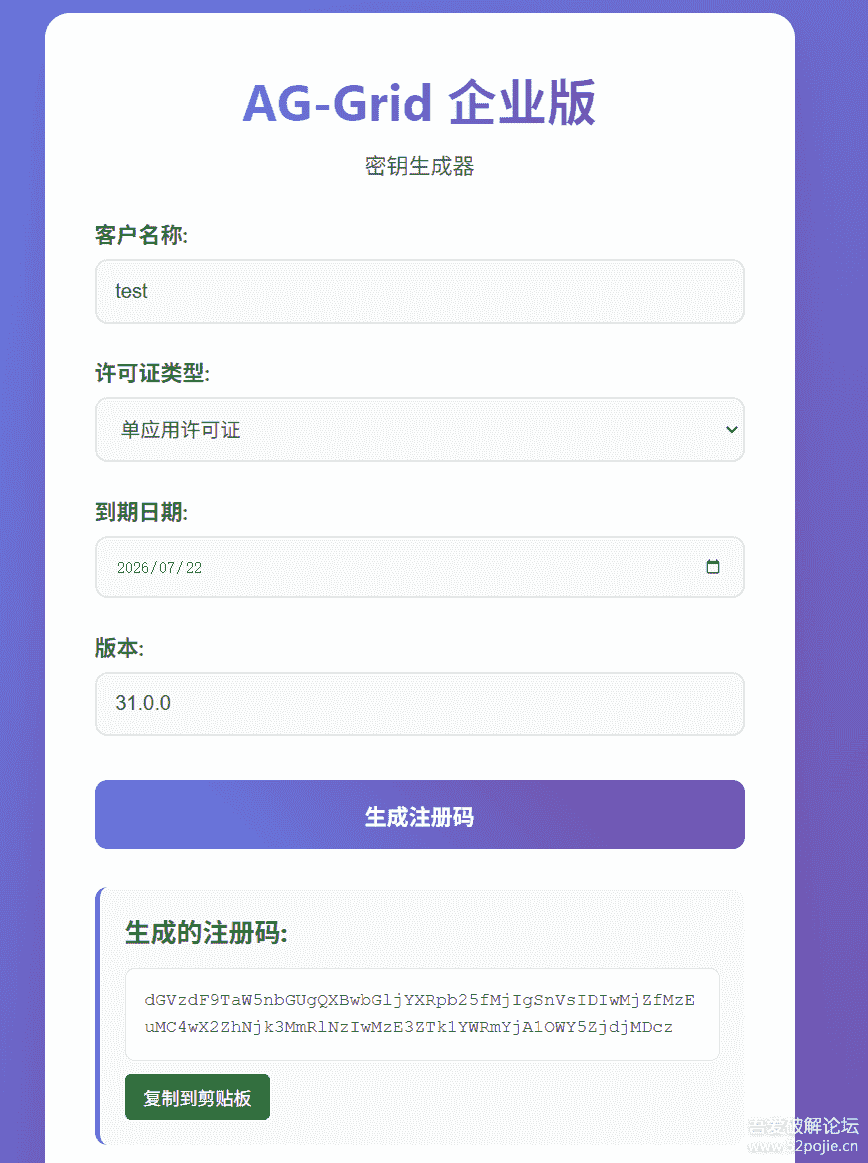 AG-Grid 企业版
密钥生成器
客户名称:
test
许可证类型:
单应用许可证
到期日期:
2026/07/22
版本:
31.0.0
生成注册码
生成的注册码:
dGVzdF9TaW5nbGUgQXBwbGljYXRpb25fMjIgSnVsIDIwMjZfMzE
uMC4wX2ZhNjk3MmRlNzIwMzE3ZTk1YWRmYjA1OWY5ZjdjMDcz
复制到剪贴板
吾爱破解论坛
www.52pojie.cn